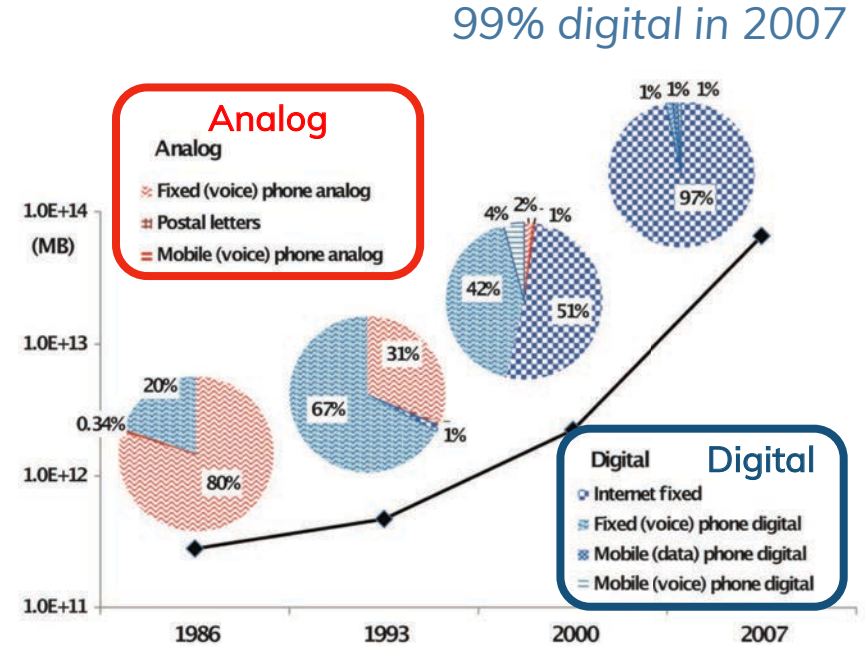 99% digital in 2007
1% 1% 1%
97%
Analog
Analog
Fixed (voice) phone analog
Postal letters
Mobile (voice) phone analog
1.0E+14
(MB)
4% 2% 1%
42%
51%
1.0E+13
31%
67%
1%
20%
0.34%
80%
1.0E+12
Digital Digital
Internet fixed
Fixed (voice) phone digital
Mobile (data) phone digital
Mobile (voice) phone digital
1.0E+11
1986 1993 2000 2007